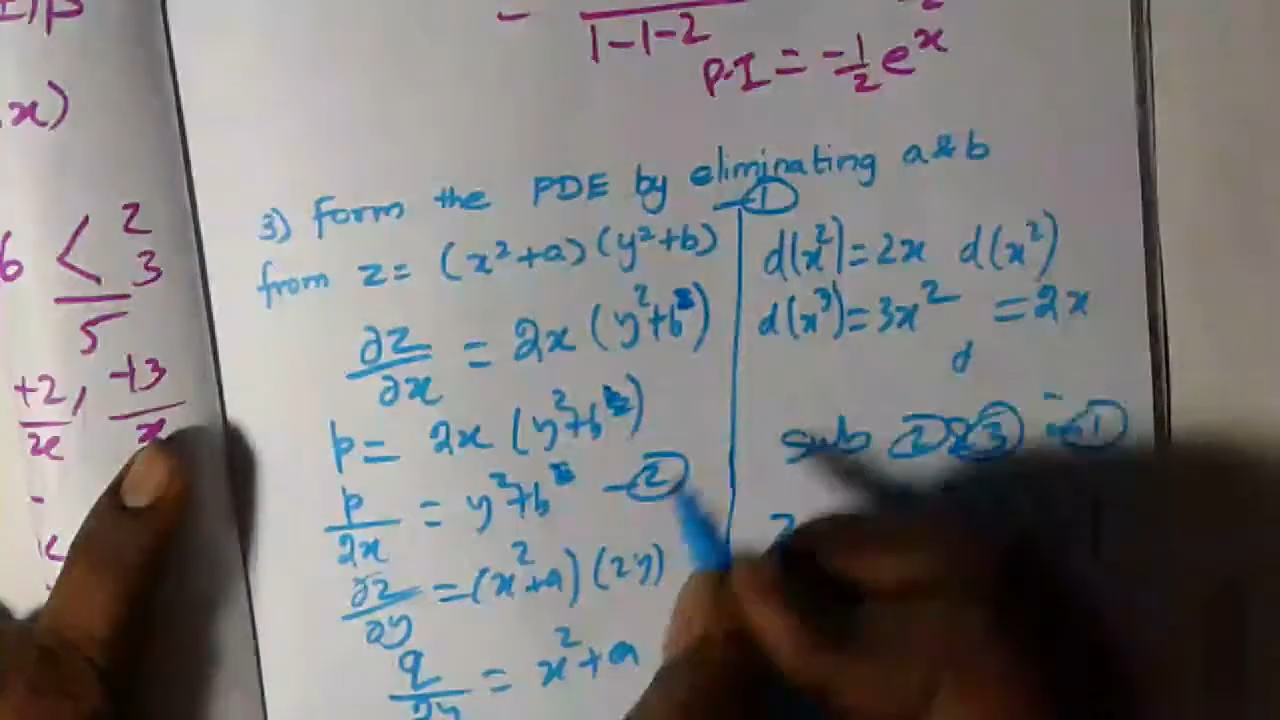 x)
6 < 2
3
5
+2/x, -13/x
1-1-2
P.I = -1/2 e^x
3) Form the PDE by eliminating a & b
from z = (x²+a)(y²+b) -①
∂z/∂x = 2x(y²+b)
p = 2x(y²+b)
p/2x = y²+b -②
∂z/∂y = (x²+a)(2y)
q/2y = x²+a
d(x²)=2x d(x²)
d(x³)=3x² =2x
d
sub ②&③ in ①
z